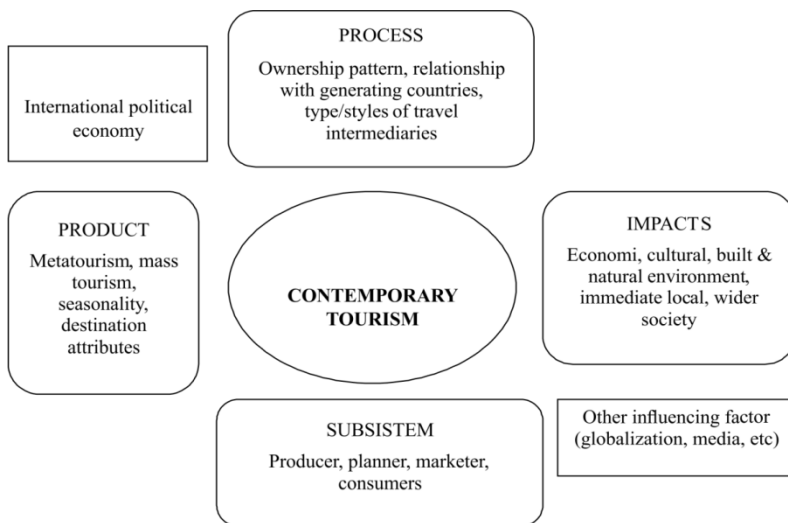 PROCESS
Ownership pattern, relationship
with generating countries,
type/styles of travel
intermediaries
International political
economy
PRODUCT
Metatourism, mass
tourism,
seasonality,
destination
attributes
CONTEMPORARY
TOURISM
IMPACTS
Economi, cultural, built &
natural environment,
immediate local, wider
society
SUBSISTEM
Producer, planner, marketer,
consumers
Other influencing factor
(globalization, media, etc)